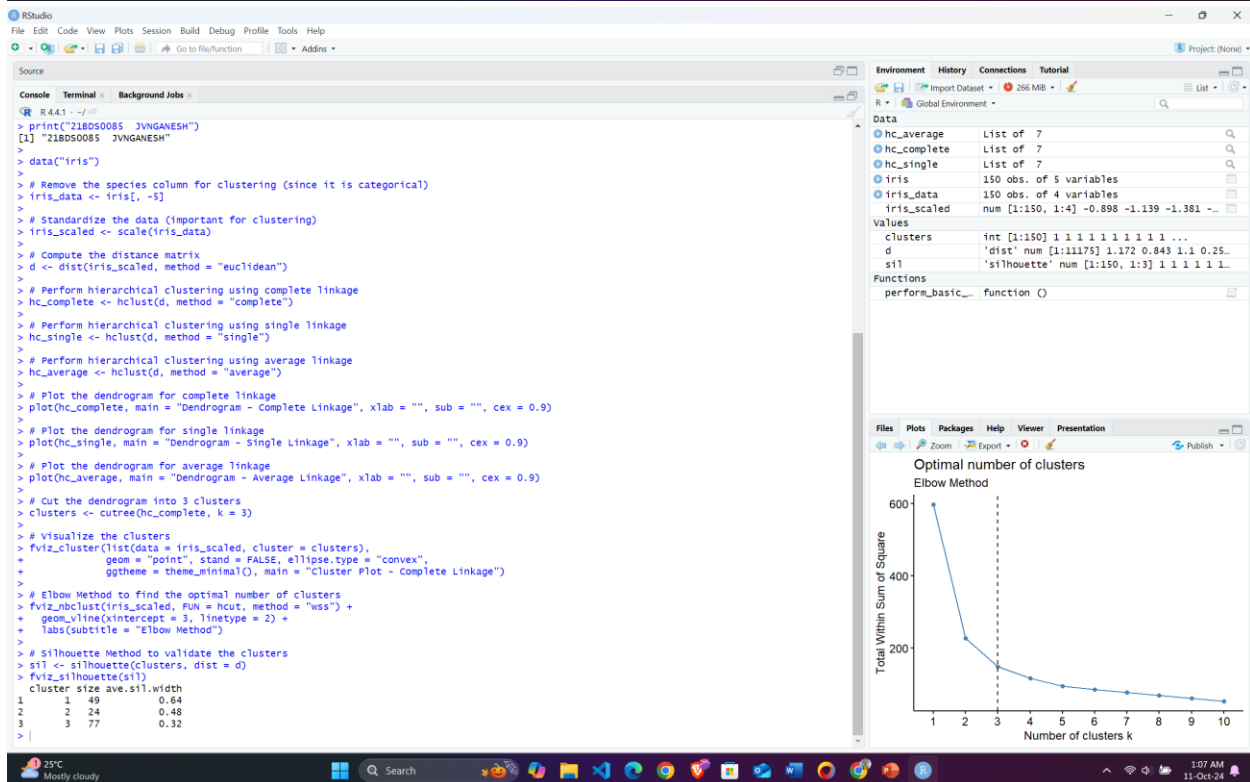 RStudio
File Edit Code View Plots Session Build Debug Profile Tools Help
Go to file/function Addins
Project: (None)
Source
Console Terminal Background Jobs
R 4.4.1 · ~/
> print("21BDS0085  JVNGANESH")
[1] "21BDS0085  JVNGANESH"
>
> data("iris")
>
> # Remove the species column for clustering (since it is categorical)
> iris_data <- iris[, -5]
>
> # Standardize the data (important for clustering)
> iris_scaled <- scale(iris_data)
>
> # Compute the distance matrix
> d <- dist(iris_scaled, method = "euclidean")
>
> # Perform hierarchical clustering using complete linkage
> hc_complete <- hclust(d, method = "complete")
>
> # Perform hierarchical clustering using single linkage
> hc_single <- hclust(d, method = "single")
>
> # Perform hierarchical clustering using average linkage
> hc_average <- hclust(d, method = "average")
>
> # Plot the dendrogram for complete linkage
> plot(hc_complete, main = "Dendrogram - Complete Linkage", xlab = "", sub = "", cex = 0.9)
>
> # Plot the dendrogram for single linkage
> plot(hc_single, main = "Dendrogram - Single Linkage", xlab = "", sub = "", cex = 0.9)
>
> # Plot the dendrogram for average linkage
> plot(hc_average, main = "Dendrogram - Average Linkage", xlab = "", sub = "", cex = 0.9)
>
> # Cut the dendrogram into 3 clusters
> clusters <- cutree(hc_complete, k = 3)
>
> # Visualize the clusters
> fviz_cluster(list(data = iris_scaled, cluster = clusters),
+              geom = "point", stand = FALSE, ellipse.type = "convex",
+              ggtheme = theme_minimal(), main = "Cluster Plot - Complete Linkage")
>
> # Elbow Method to find the optimal number of clusters
> fviz_nbclust(iris_scaled, FUN = hcut, method = "wss") +
+   geom_vline(xintercept = 3, linetype = 2) +
+   labs(subtitle = "Elbow Method")
>
> # Silhouette Method to validate the clusters
> sil <- silhouette(clusters, dist = d)
> fviz_silhouette(sil)
  cluster size ave.sil.width
1       1   49          0.64
2       2   24          0.48
3       3   77          0.32
>
Environment History Connections Tutorial
Import Dataset 266 MiB List
R Global Environment
Data
hc_average List of 7
hc_complete List of 7
hc_single List of 7
iris 150 obs. of 5 variables
iris_data 150 obs. of 4 variables
iris_scaled num [1:150, 1:4] -0.898 -1.139 -1.381 -…
Values
clusters int [1:150] 1 1 1 1 1 1 1 1 1 1 ...
d 'dist' num [1:11175] 1.172 0.843 1.1 0.25…
sil 'silhouette' num [1:150, 1:3] 1 1 1 1 1 1…
Functions
perform_basic_… function ()
Files Plots Packages Help Viewer Presentation
Zoom Export Publish
Optimal number of clusters
Elbow Method
Total Within Sum of Square
600
400
200
1 2 3 4 5 6 7 8 9 10
Number of clusters k
1
25°C
Mostly cloudy
Search
1:07 AM
11-Oct-24